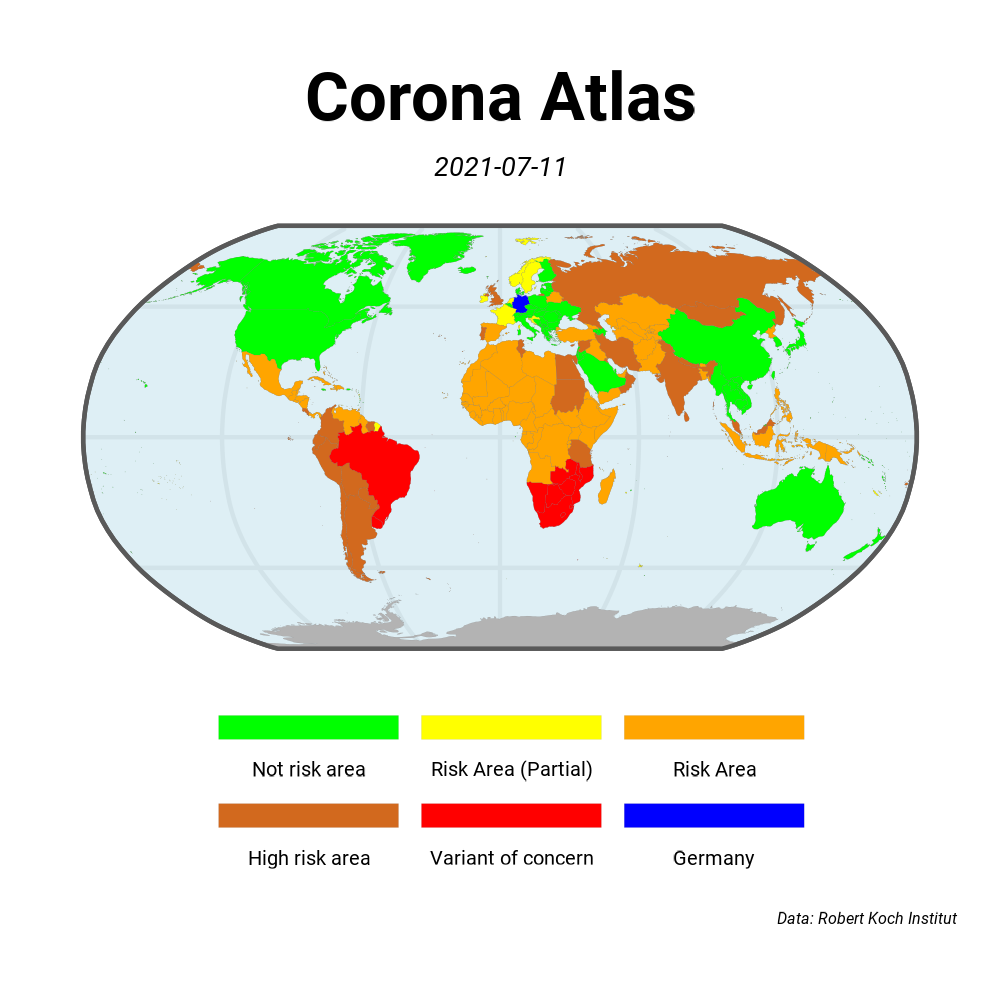 Corona Atlas
2021-07-11
Not risk area
Risk Area (Partial)
Risk Area
High risk area
Variant of concern
Germany
Data: Robert Koch Institut